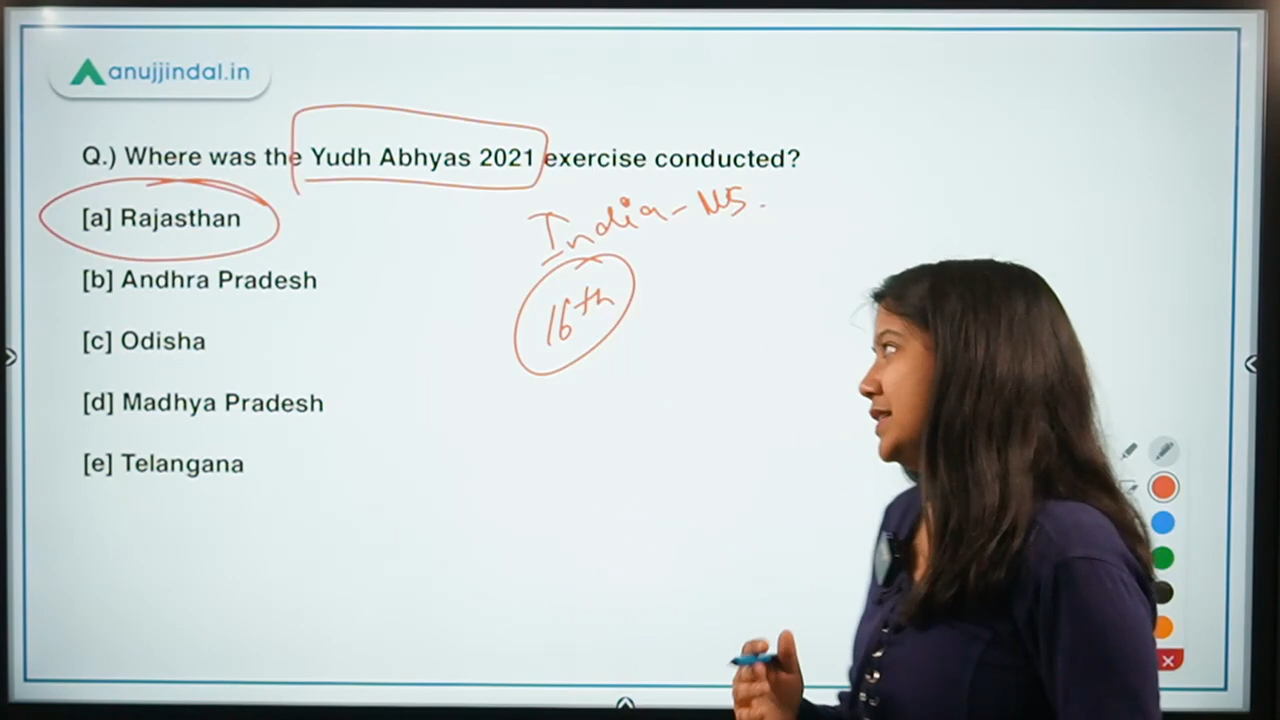 anujjindal.in
Q.) Where was the Yudh Abhyas 2021 exercise conducted?
[a] Rajasthan
India - US.
[b] Andhra Pradesh
16th
[c] Odisha
[d] Madhya Pradesh
[e] Telangana